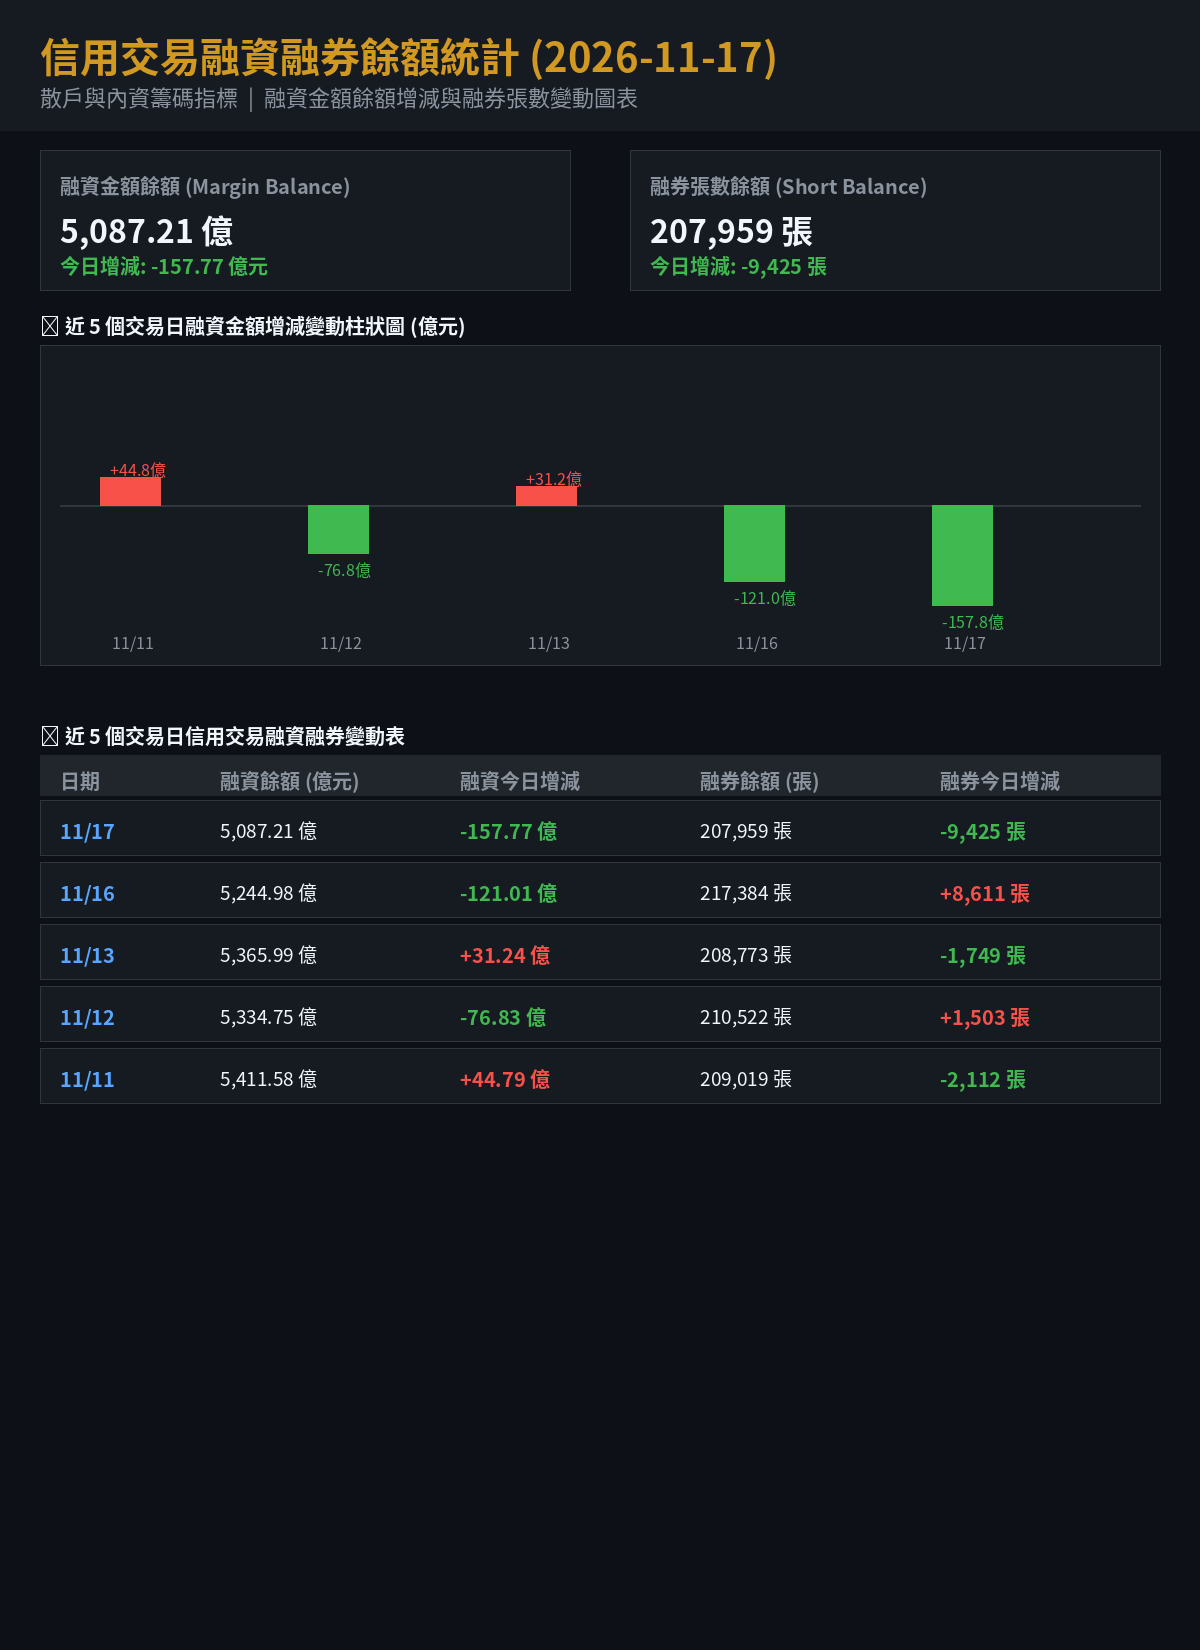 信用交易融資融券餘額統計 (2026-11-17)
散戶與內資籌碼指標 | 融資金額餘額增減與融券張數變動圖表
融資金額餘額 (Margin Balance)
5,087.21 億
今日增減: -157.77 億元
融券張數餘額 (Short Balance)
207,959 張
今日增減: -9,425 張
近 5 個交易日融資金額增減變動柱狀圖 (億元)
+44.8億
+31.2億
-76.8億
-121.0億
-157.8億
11/11 11/12 11/13 11/16 11/17
近 5 個交易日信用交易融資融券變動表
日期 融資餘額 (億元) 融資今日增減 融券餘額 (張) 融券今日增減
11/17 5,087.21 億 -157.77 億 207,959 張 -9,425 張
11/16 5,244.98 億 -121.01 億 217,384 張 +8,611 張
11/13 5,365.99 億 +31.24 億 208,773 張 -1,749 張
11/12 5,334.75 億 -76.83 億 210,522 張 +1,503 張
11/11 5,411.58 億 +44.79 億 209,019 張 -2,112 張